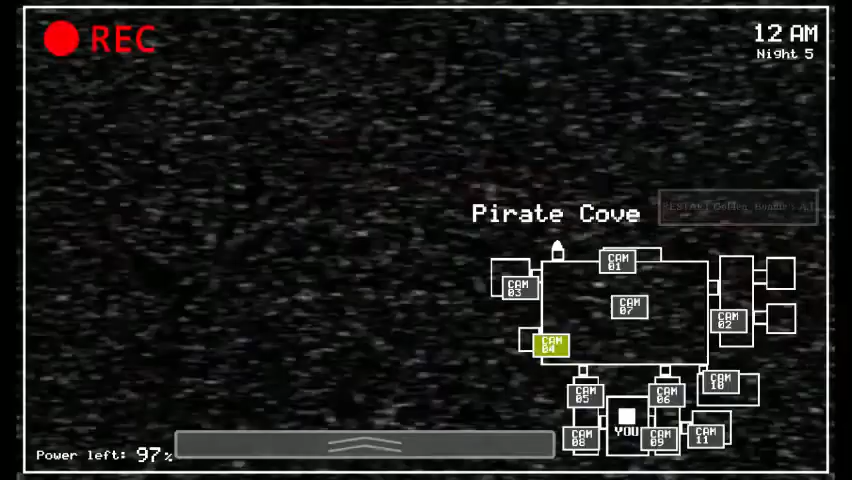 REC
12 AM
Night 5
Pirate Cove
CAM 01
CAM 03
CAM 07
CAM 02
CAM 04
CAM 10
CAM 05
CAM 06
YOU
CAM 08
CAM 09
CAM 11
Power left: 97%